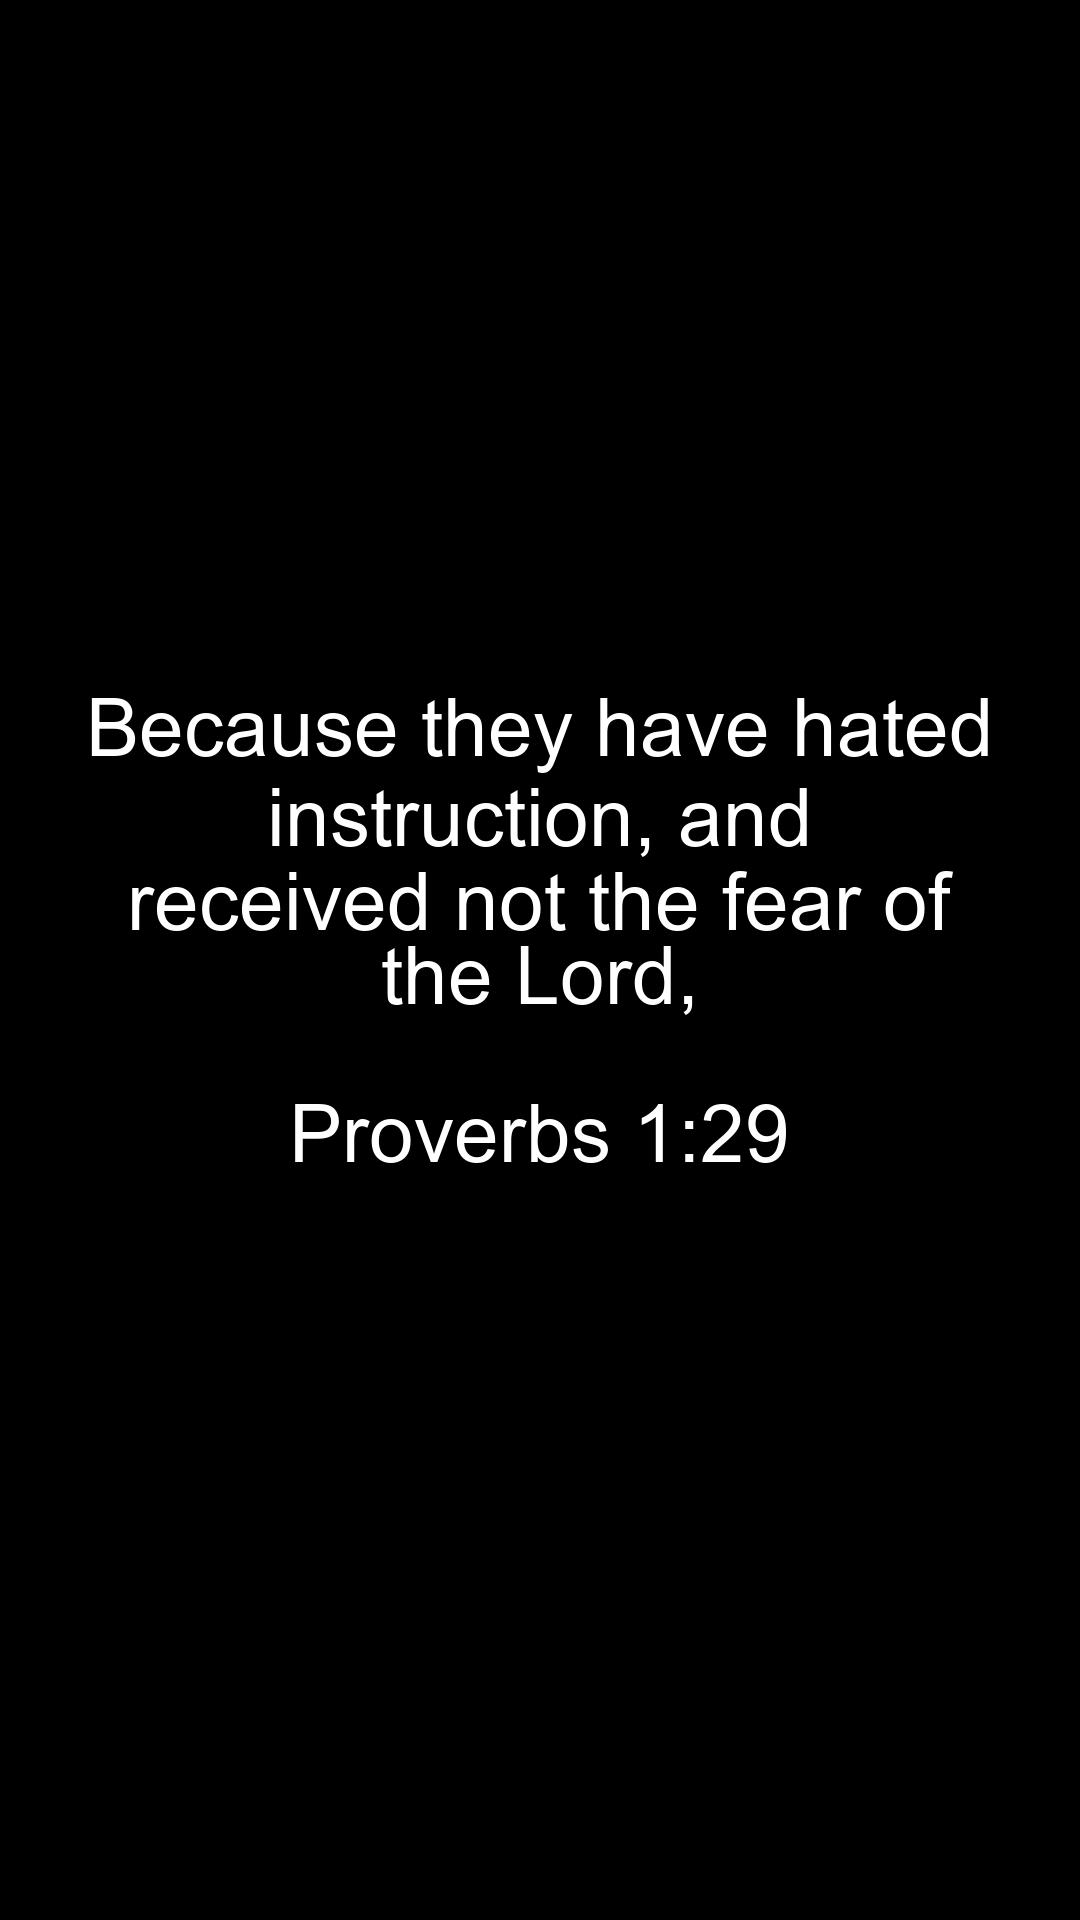 Because they have hated
instruction, and
received not the fear of
the Lord,
Proverbs 1:29